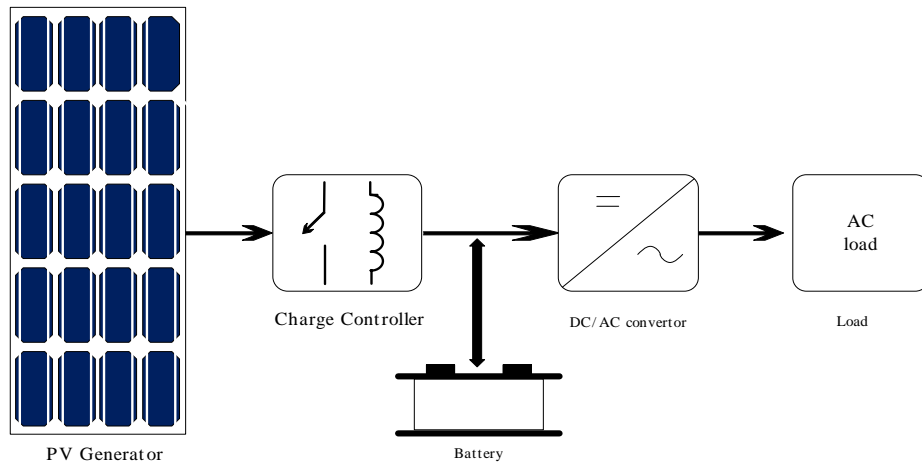 AC
load
Charge Controller
DC/AC convertor
Load
PV Generator
Battery